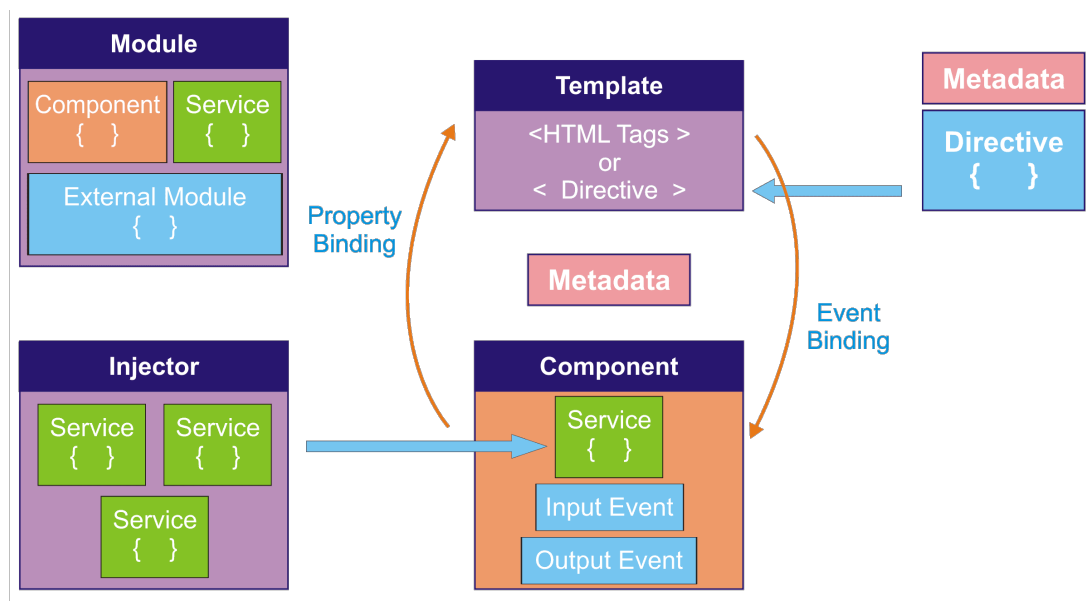 Module
Component
{ }
Service
{ }
External Module
{ }
Template
<HTML Tags >
or
< Directive >
Metadata
Directive
{ }
Property
Binding
Metadata
Event
Binding
Injector
Service
{ }
Service
{ }
Service
{ }
Component
Service
{ }
Input Event
Output Event